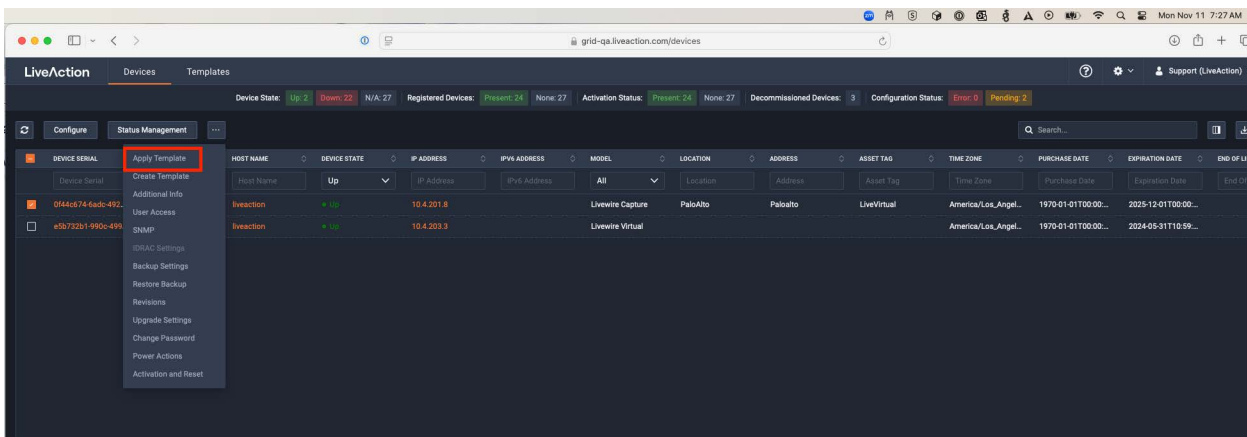 Mon Nov 11 7:27 AM
grid-qa.liveaction.com/devices
LiveAction Devices Templates Support (LiveAction)
Device State: Up: 2 Down: 22 N/A: 27 Registered Devices: Present: 24 None: 27 Activation Status: Present: 24 None: 27 Decommissioned Devices: 3 Configuration Status: Error: 0 Pending: 2
Configure Status Management ... Search...
DEVICE SERIAL HOST NAME DEVICE STATE IP ADDRESS IPV6 ADDRESS MODEL LOCATION ADDRESS ASSET TAG TIME ZONE PURCHASE DATE EXPIRATION DATE END OF LI
Device Serial Host Name Up IP Address IPv6 Address All Location Address Asset Tag Time Zone Purchase Date Expiration Date End Of
0f44c674-6adc-492... liveaction Up 10.4.201.8 Livewire Capture PaloAlto Paloalto LiveVirtual America/Los_Angel... 1970-01-01T00:00:... 2025-12-01T00:00:...
e5b732b1-990c-499 liveaction Up 10.4.203.3 Livewire Virtual America/Los_Angel... 1970-01-01T00:00:... 2024-05-31T10:59:...
Apply Template
Create Template
Additional Info
User Access
SNMP
IDRAC Settings
Backup Settings
Restore Backup
Revisions
Upgrade Settings
Change Password
Power Actions
Activation and Reset